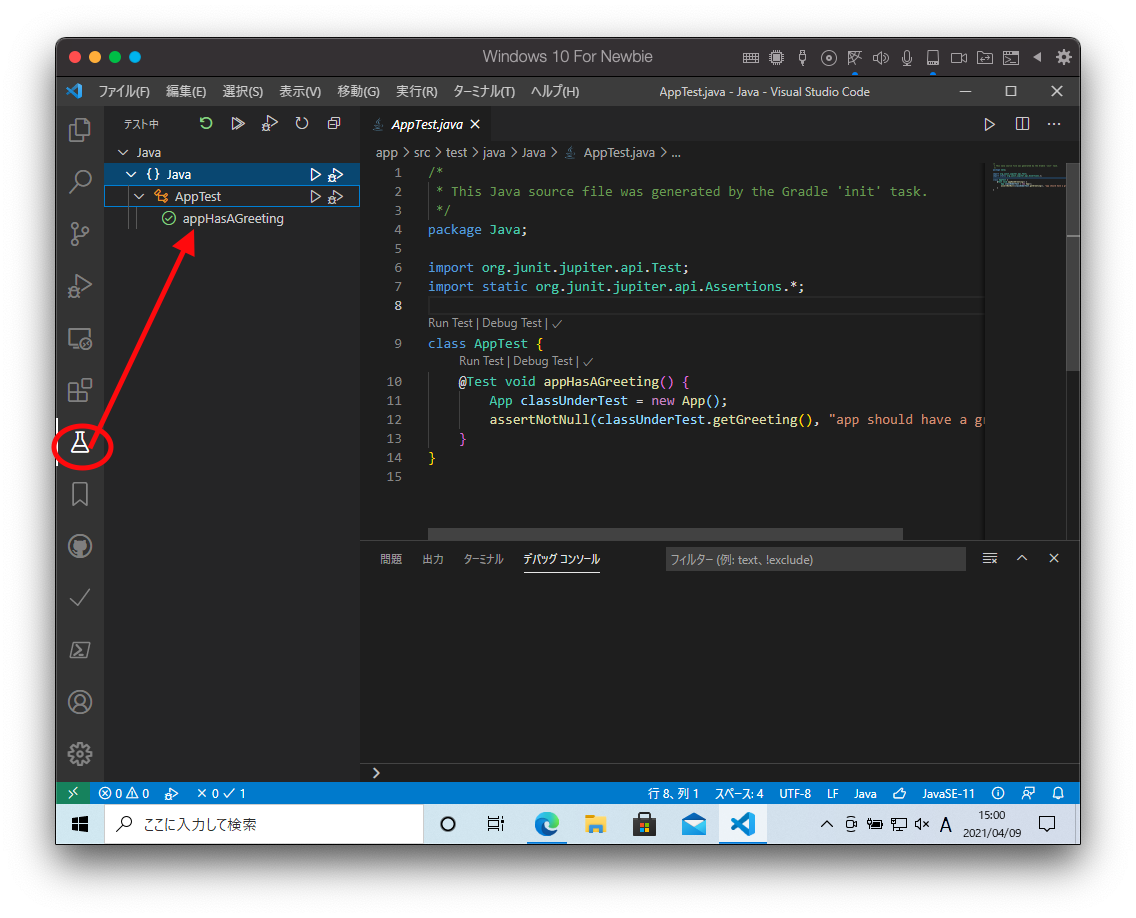 Windows 10 For Newbie
ファイル(F) 編集(E) 選択(S) 表示(V) 移動(G) 実行(R) ターミナル(T) ヘルプ(H) AppTest.java - Java - Visual Studio Code
テスト中
AppTest.java
Java
app > src > test > java > Java > AppTest.java > ...
{} Java
AppTest
appHasAGreeting
1 /*
2 * This Java source file was generated by the Gradle 'init' task.
3 */
4 package Java;
5
6 import org.junit.jupiter.api.Test;
7 import static org.junit.jupiter.api.Assertions.*;
8
Run Test | Debug Test | ✓
9 class AppTest {
Run Test | Debug Test | ✓
10 @Test void appHasAGreeting() {
11 App classUnderTest = new App();
12 assertNotNull(classUnderTest.getGreeting(), "app should have a gr
13 }
14 }
15
問題 出力 ターミナル デバッグ コンソール フィルター (例: text、!exclude)
0 0 0 1 行 8、列 1 スペース: 4 UTF-8 LF Java JavaSE-11
ここに入力して検索
A
15:00
2021/04/09